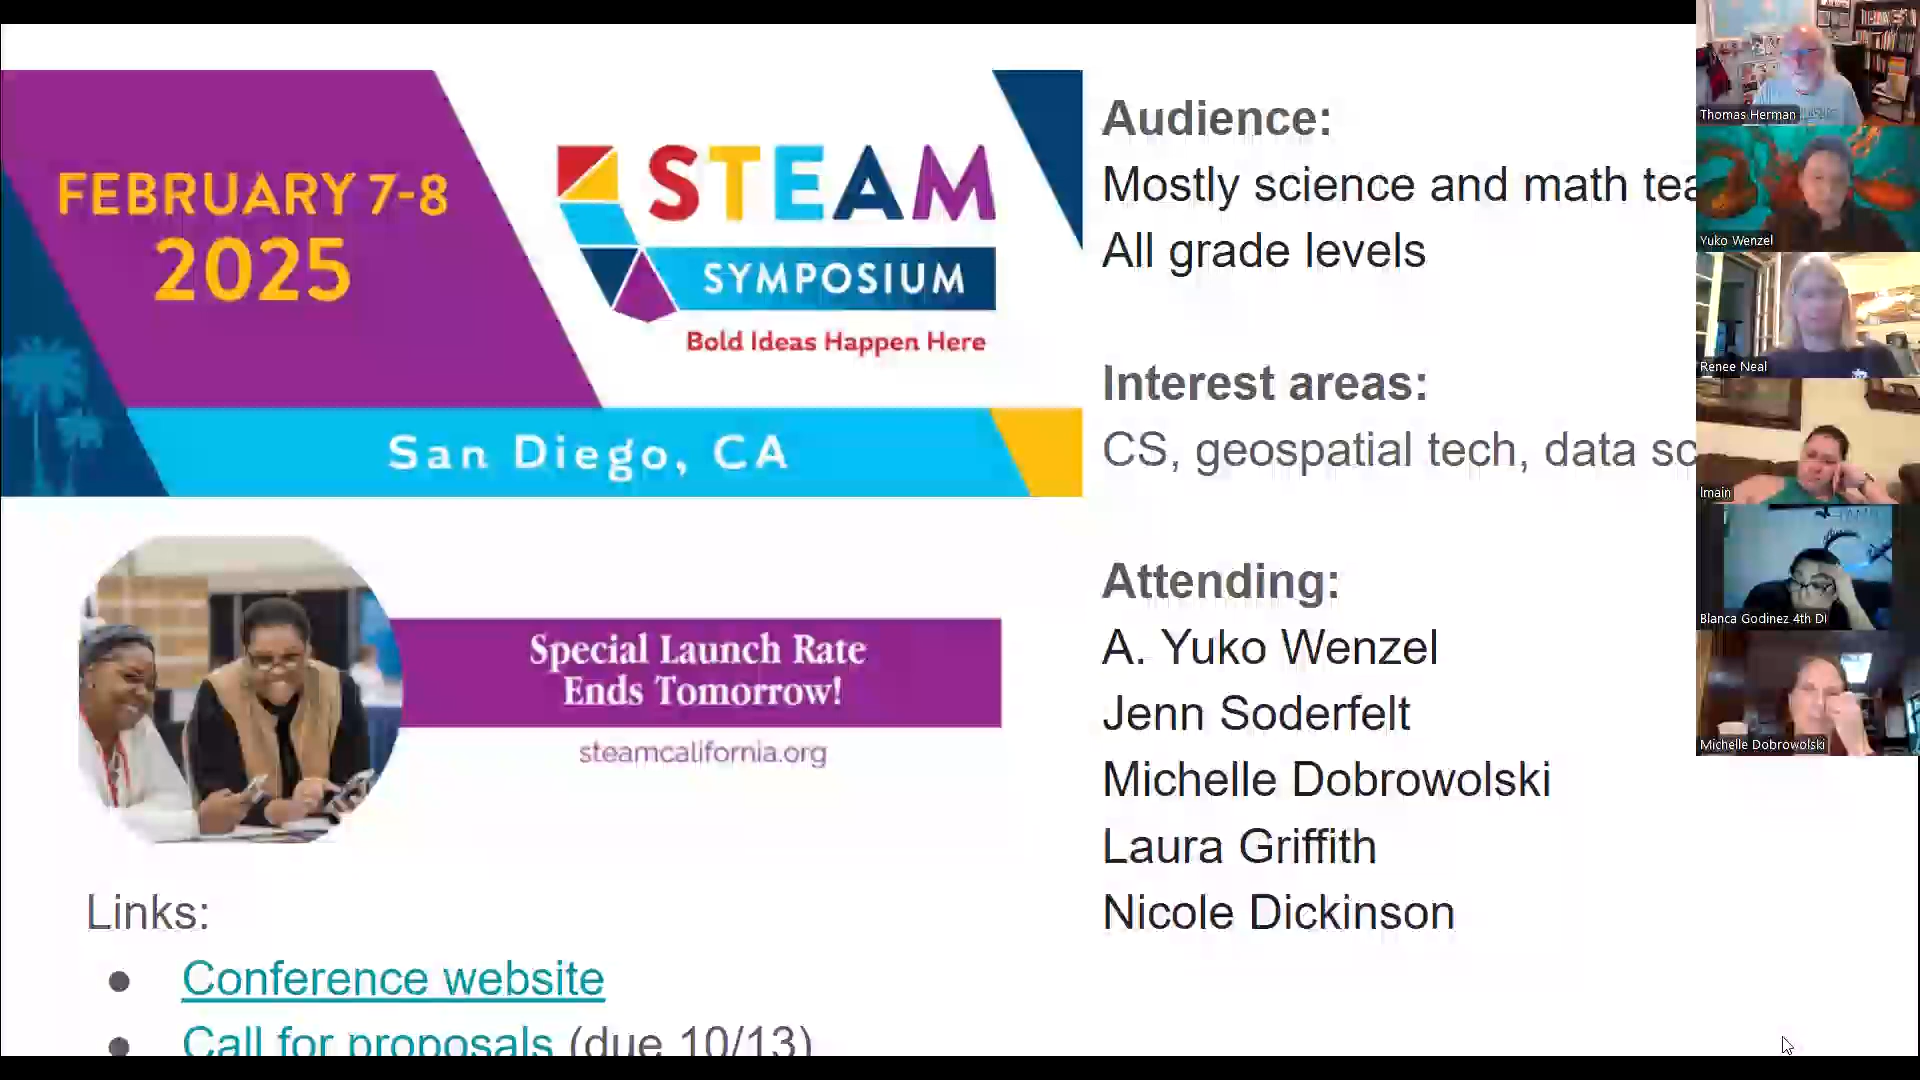 FEBRUARY 7-8
2025
STEAM
SYMPOSIUM
Bold Ideas Happen Here
San Diego, CA
Special Launch Rate
Ends Tomorrow!
steamcalifornia.org
Links:
● Conference website
● Call for proposals (due 10/13)
Audience:
Mostly science and math tea
All grade levels
Interest areas:
CS, geospatial tech, data sc
Attending:
A. Yuko Wenzel
Jenn Soderfelt
Michelle Dobrowolski
Laura Griffith
Nicole Dickinson
Thomas Herman
Yuko Wenzel
Renee Neal
lmain
Blanca Godinez 4th DI
Michelle Dobrowolski